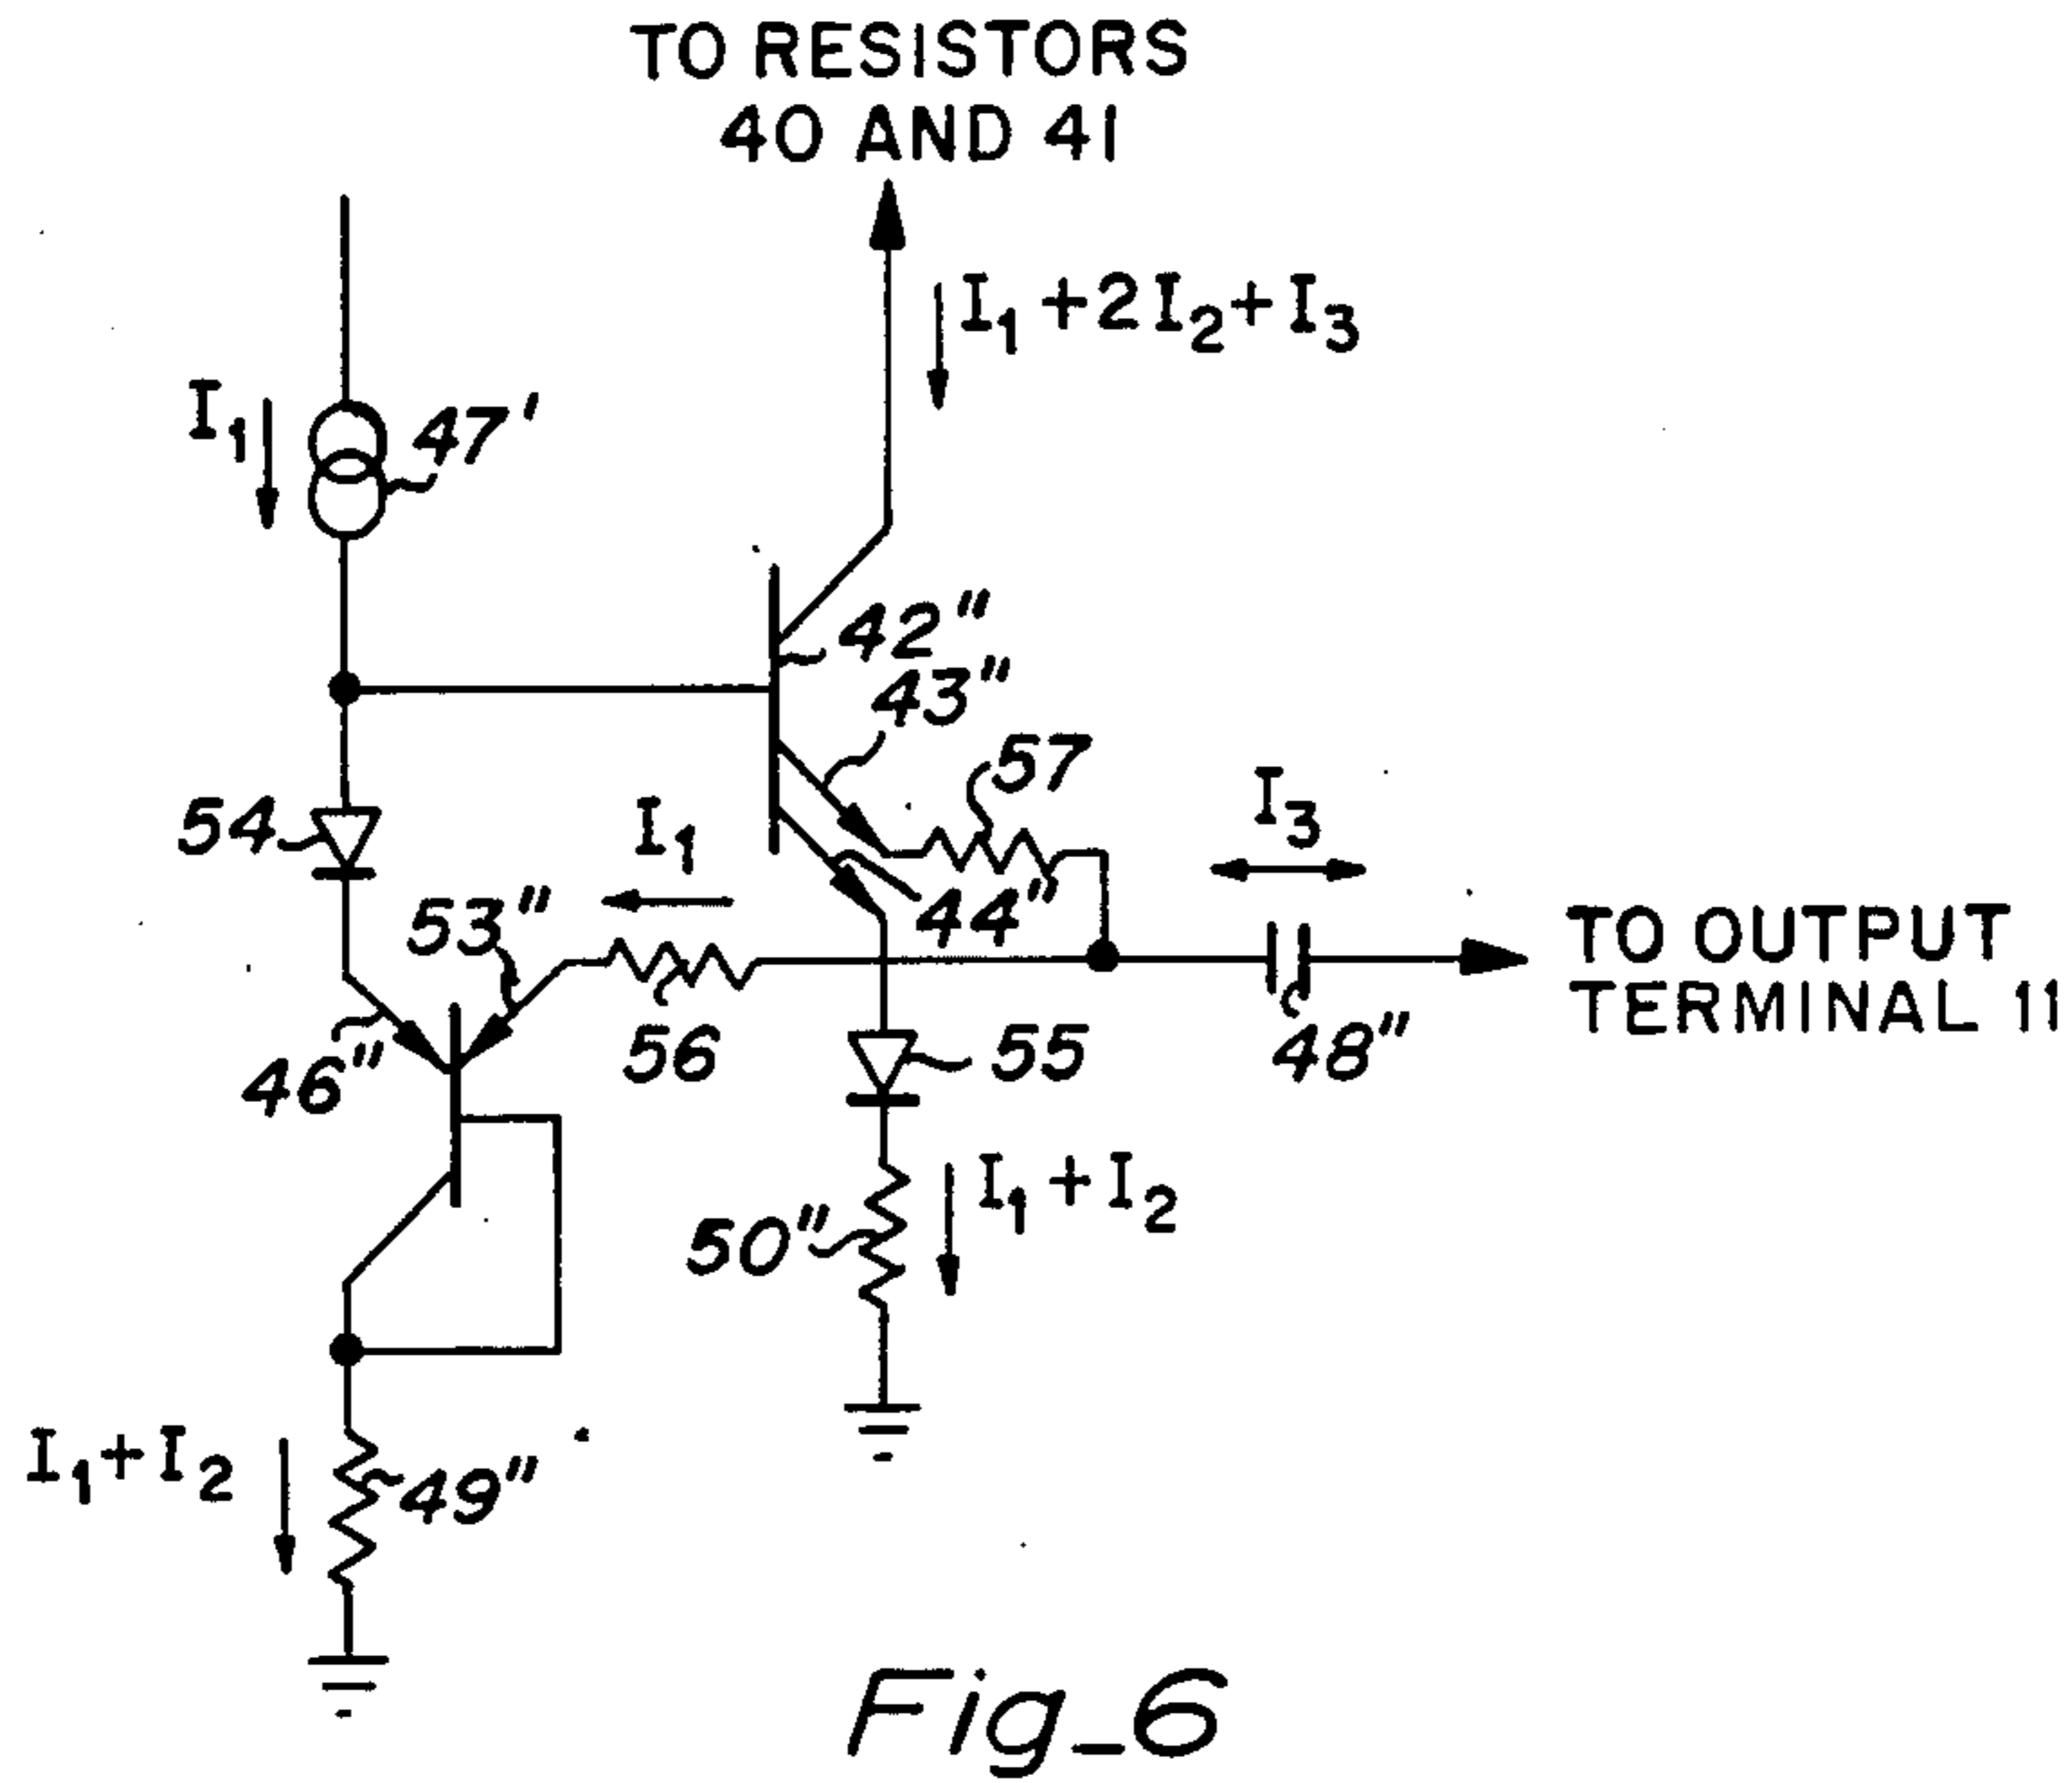 TO RESISTORS
40 AND 41
I₁+2I₂+I₃
I₁
47'
42"
43"
57
I₃
54
I₁
53"
44"
TO OUTPUT
TERMINAL 11
56
55
48"
46"
I₁+I₂
50"
I₁+I₂
49"
Fig_6